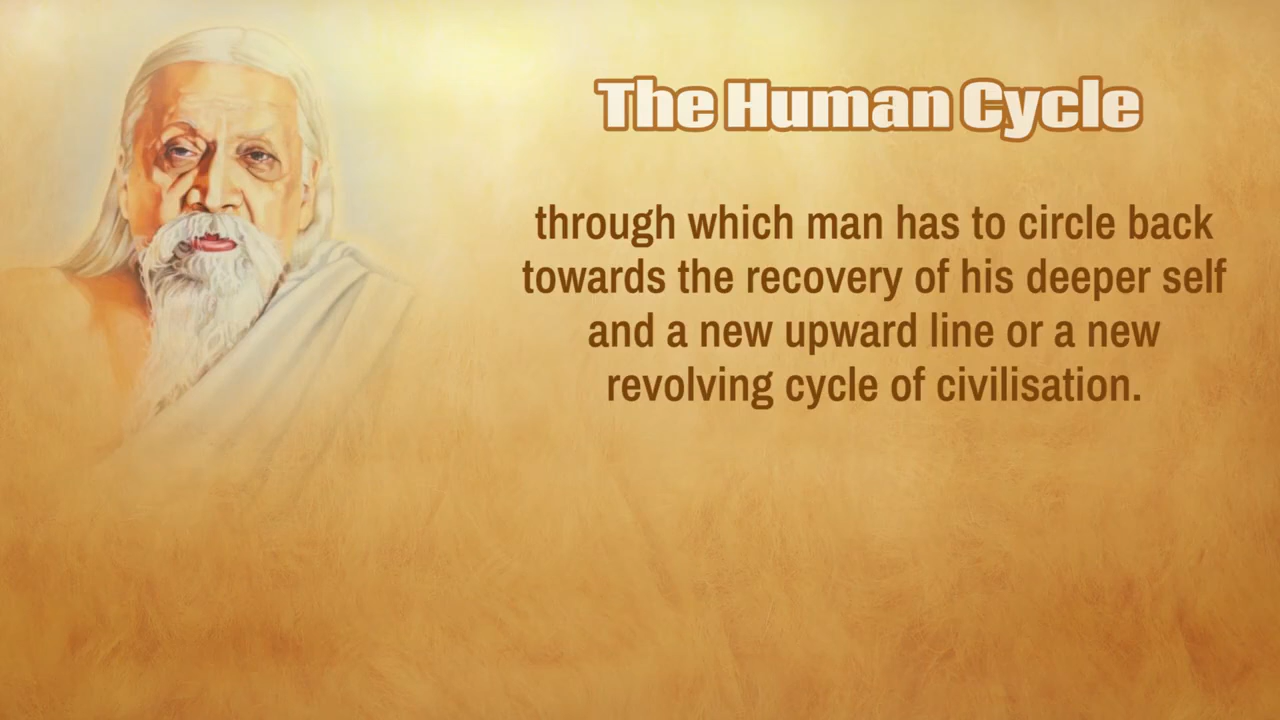 The Human Cycle
through which man has to circle back
towards the recovery of his deeper self
and a new upward line or a new
revolving cycle of civilisation.